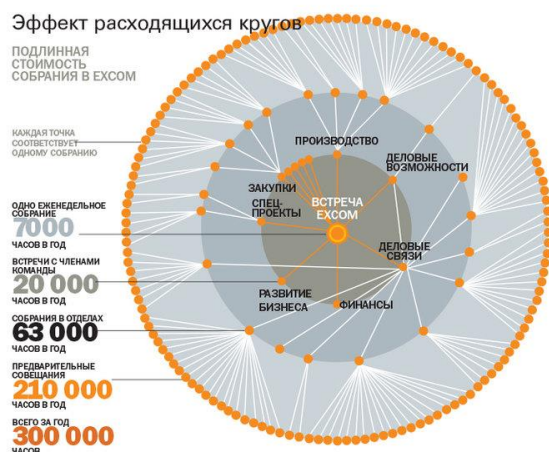 Эффект расходящихся кругов
ПОДЛИННАЯ
СТОИМОСТЬ
СОБРАНИЯ В EXCOM
КАЖДАЯ ТОЧКА
СООТВЕТСТВУЕТ
ОДНОМУ СОБРАНИЮ
ОДНО ЕЖЕНЕДЕЛЬНОЕ
СОБРАНИЕ
7000
ЧАСОВ В ГОД
ВСТРЕЧИ С ЧЛЕНАМИ
КОМАНДЫ
20 000
ЧАСОВ В ГОД
СОБРАНИЯ В ОТДЕЛАХ
63 000
ЧАСОВ В ГОД
ПРЕДВАРИТЕЛЬНЫЕ
СОВЕЩАНИЯ
210 000
ЧАСОВ В ГОД
ВСЕГО ЗА ГОД
300 000
ЧАСОВ
ПРОИЗВОДСТВО
ДЕЛОВЫЕ
ВОЗМОЖНОСТИ
ЗАКУПКИ
СПЕЦ-
ПРОЕКТЫ
ВСТРЕЧА
EXCOM
ДЕЛОВЫЕ
СВЯЗИ
РАЗВИТИЕ
БИЗНЕСА
ФИНАНСЫ